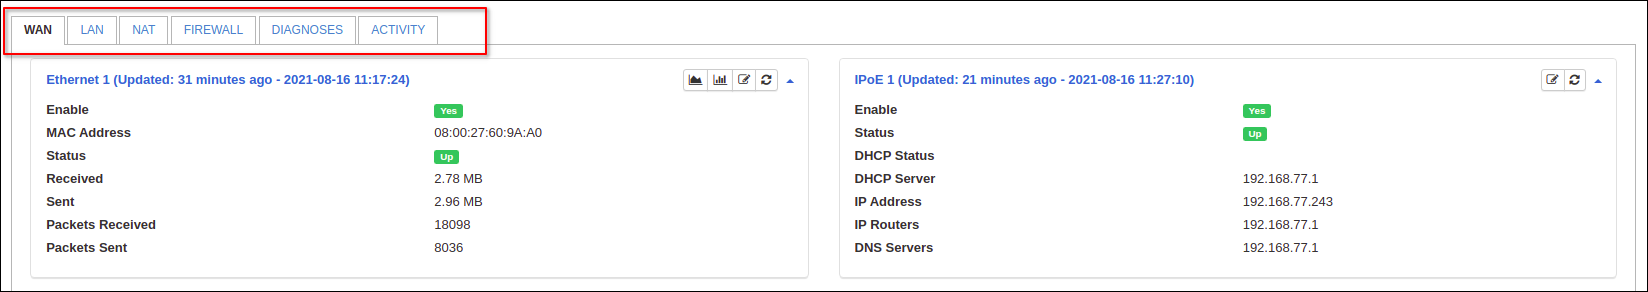 WAN LAN NAT FIREWALL DIAGNOSES ACTIVITY
Ethernet 1 (Updated: 31 minutes ago - 2021-08-16 11:17:24)
Enable Yes
MAC Address 08:00:27:60:9A:A0
Status Up
Received 2.78 MB
Sent 2.96 MB
Packets Received 18098
Packets Sent 8036
IPoE 1 (Updated: 21 minutes ago - 2021-08-16 11:27:10)
Enable Yes
Status Up
DHCP Status
DHCP Server 192.168.77.1
IP Address 192.168.77.243
IP Routers 192.168.77.1
DNS Servers 192.168.77.1